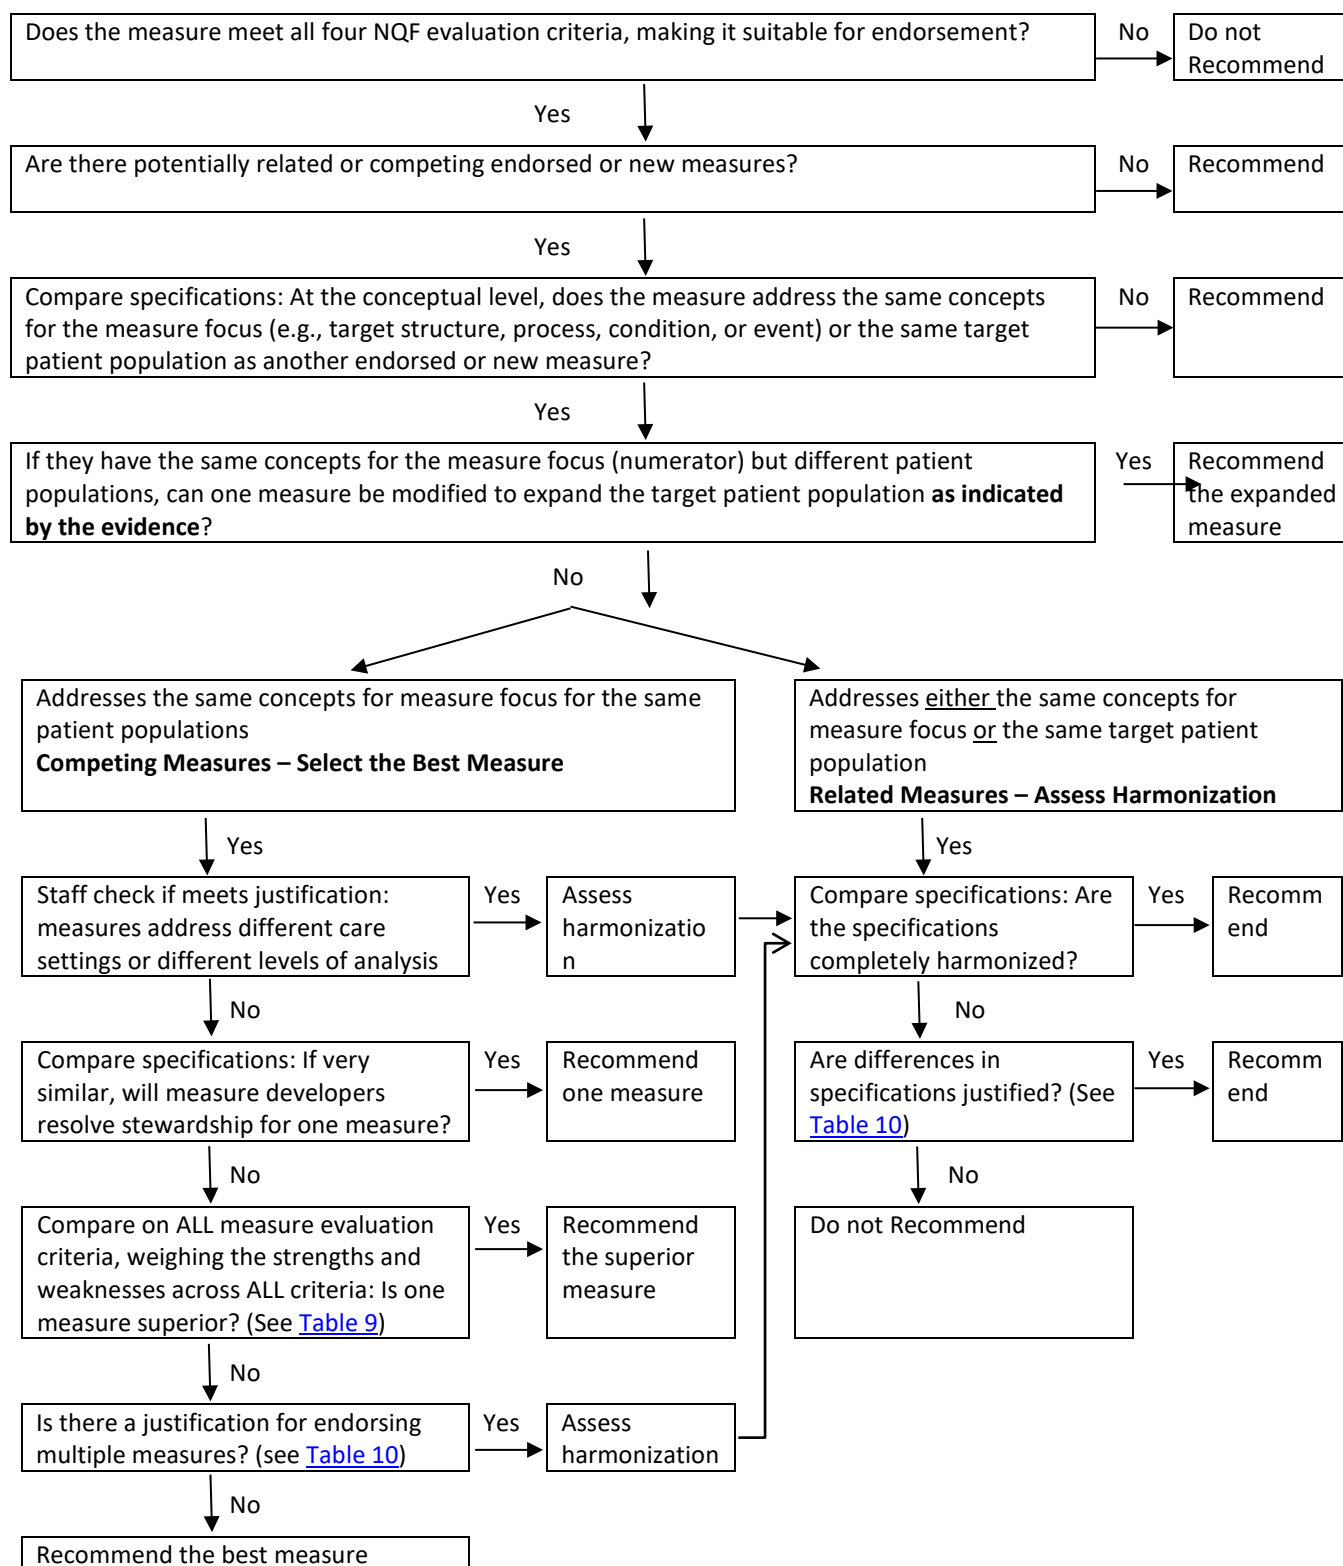 Does the measure meet all four NQF evaluation criteria, making it suitable for endorsement?
No
Do not
Recommend
Yes
Are there potentially related or competing endorsed or new measures?
No
Recommend
Yes
Compare specifications: At the conceptual level, does the measure address the same concepts
for the measure focus (e.g., target structure, process, condition, or event) or the same target
patient population as another endorsed or new measure?
No
Recommend
Yes
If they have the same concepts for the measure focus (numerator) but different patient
populations, can one measure be modified to expand the target patient population as indicated
by the evidence?
Yes
Recommend
the expanded
measure
No
Addresses the same concepts for measure focus for the same
patient populations
Competing Measures – Select the Best Measure
Addresses either the same concepts for
measure focus or the same target patient
population
Related Measures – Assess Harmonization
Yes
Yes
Staff check if meets justification:
measures address different care
settings or different levels of analysis
Yes
Assess
harmonizatio
n
Compare specifications: Are
the specifications
completely harmonized?
Yes
Recomm
end
No
No
Compare specifications: If very
similar, will measure developers
resolve stewardship for one measure?
Yes
Recommend
one measure
Are differences in
specifications justified? (See
Table 10)
Yes
Recomm
end
No
No
Compare on ALL measure evaluation
criteria, weighing the strengths and
weaknesses across ALL criteria: Is one
measure superior? (See Table 9)
Yes
Recommend
the superior
measure
Do not Recommend
No
Is there a justification for endorsing
multiple measures? (see Table 10)
Yes
Assess
harmonization
No
Recommend the best measure